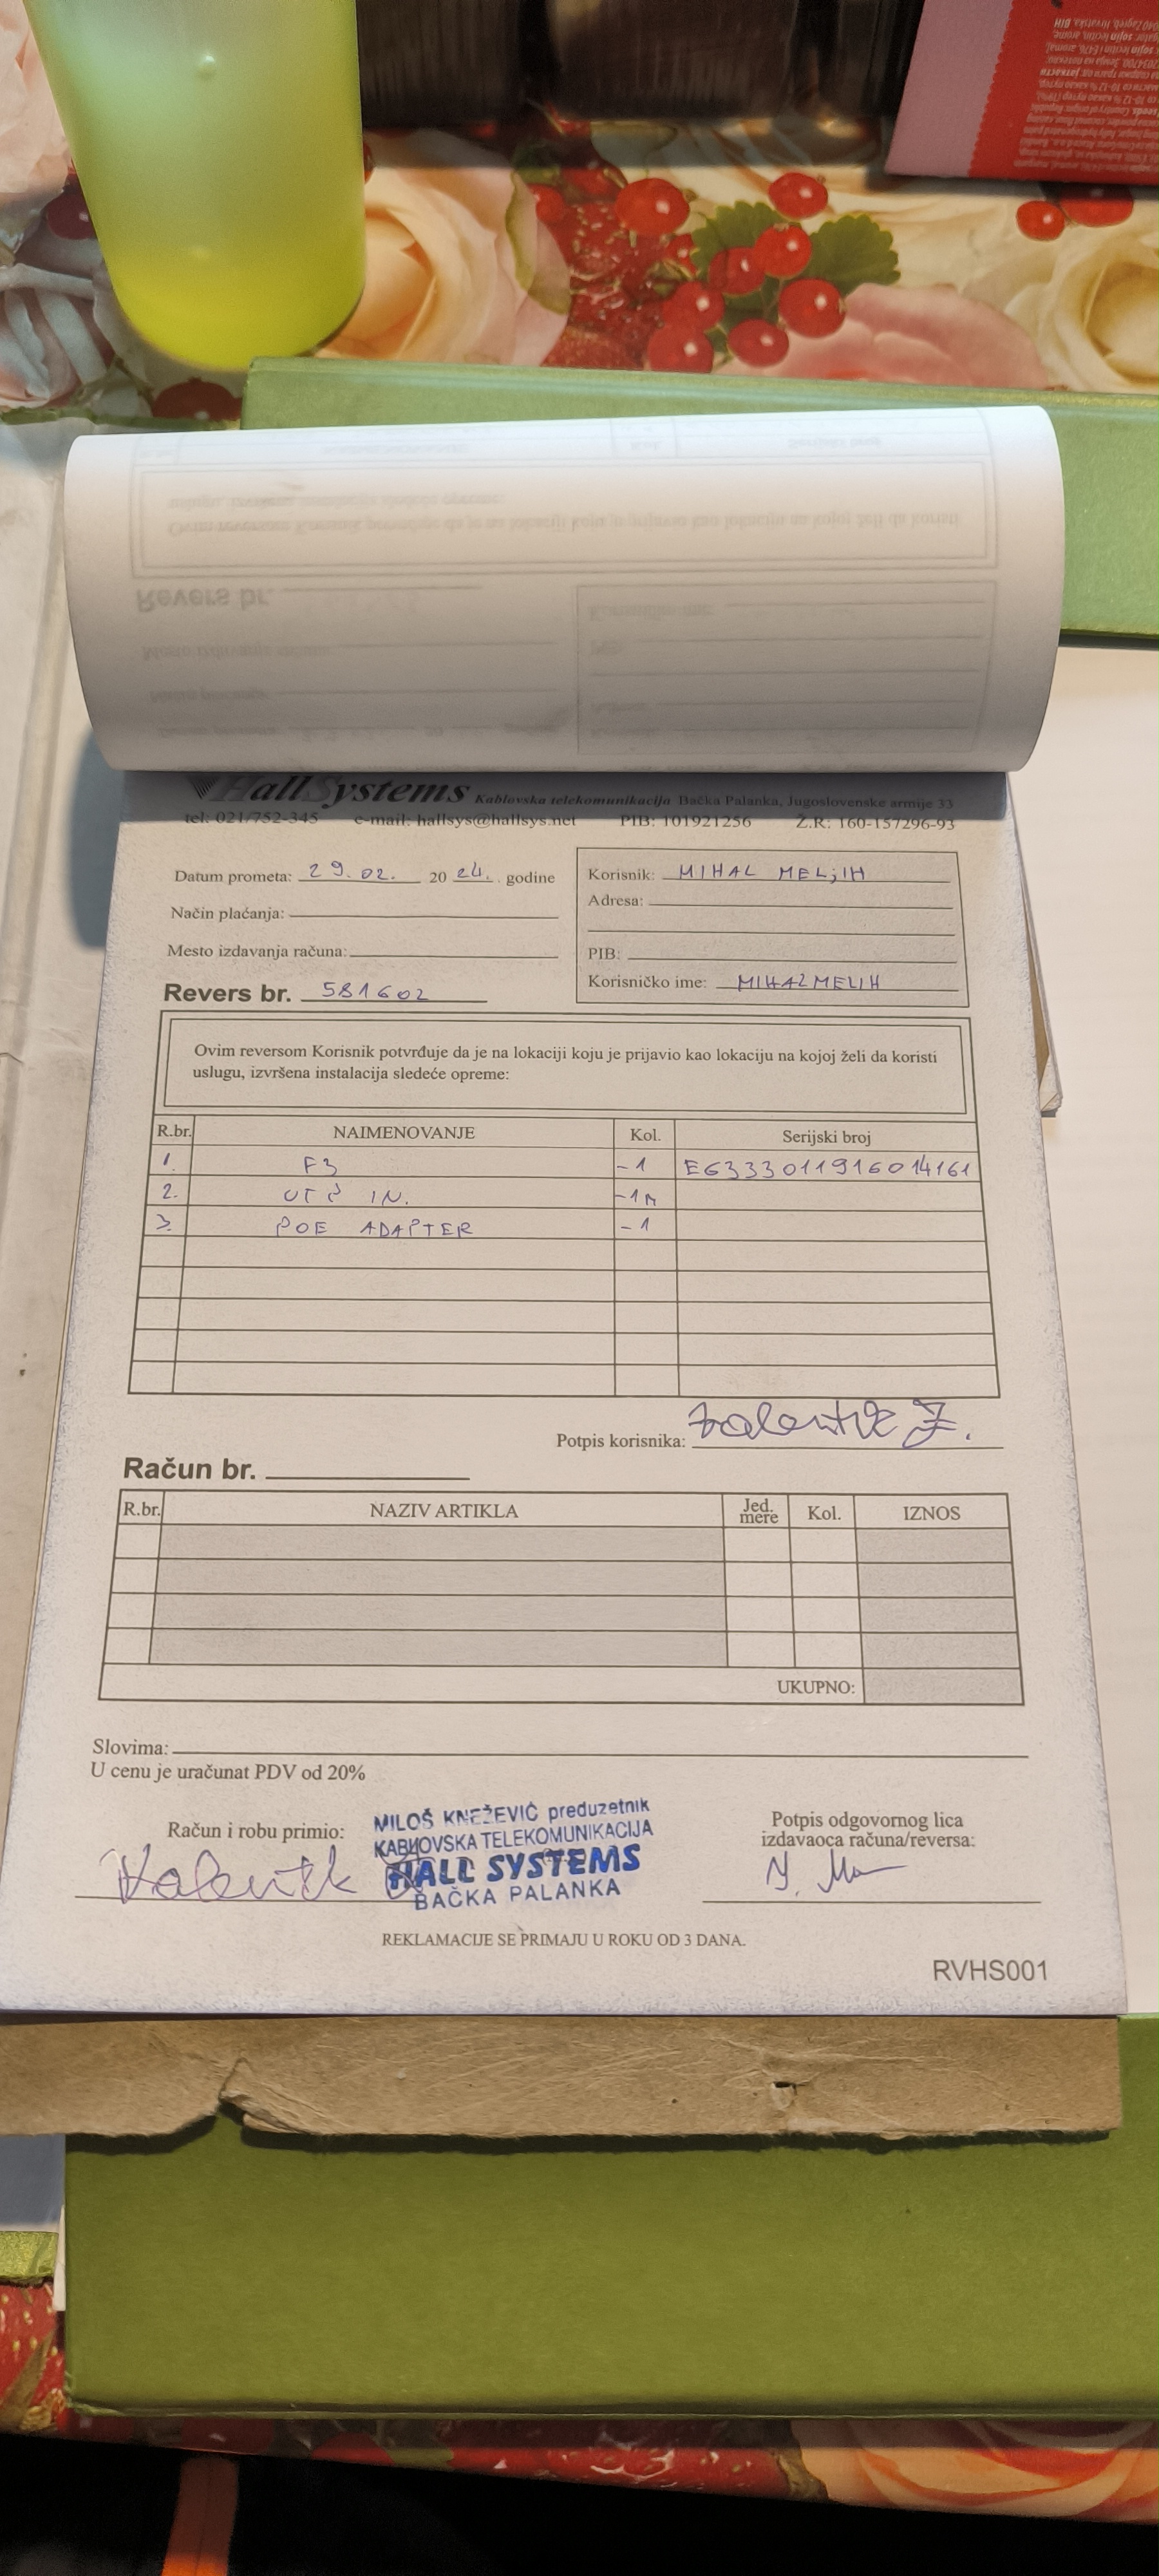 HallSystems Kablovska telekomunikacija Bačka Palanka, Jugoslovenske armije 33
tel: 021/752-345 e-mail: hallsys@hallsys.net PIB: 101921256 Ž.R: 160-157296-93
Datum prometa: 29.02. 2024. godine
Način plaćanja:
Mesto izdavanja računa:
Revers br. 581602
Korisnik: MIHAL MELjIH
Adresa:
PIB:
Korisničko ime: MIHALMELIH
Ovim reversom Korisnik potvrđuje da je na lokaciji koju je prijavio kao lokaciju na kojoj želi da koristi
uslugu, izvršena instalacija sledeće opreme:
R.br. NAIMENOVANJE Kol. Serijski broj
1. F3 -1 E6333011916014161
2. UTP IN. -1M
3. POE ADAPTER -1
Potpis korisnika:
Račun br.
R.br. NAZIV ARTIKLA Jed. mere Kol. IZNOS
UKUPNO:
Slovima:
U cenu je uračunat PDV od 20%
Račun i robu primio:
MILOŠ KNEŽEVIĆ preduzetnik
KABLOVSKA TELEKOMUNIKACIJA
HALL SYSTEMS
BAČKA PALANKA
Potpis odgovornog lica
izdavaoca računa/reversa:
REKLAMACIJE SE PRIMAJU U ROKU OD 3 DANA.
RVHS001